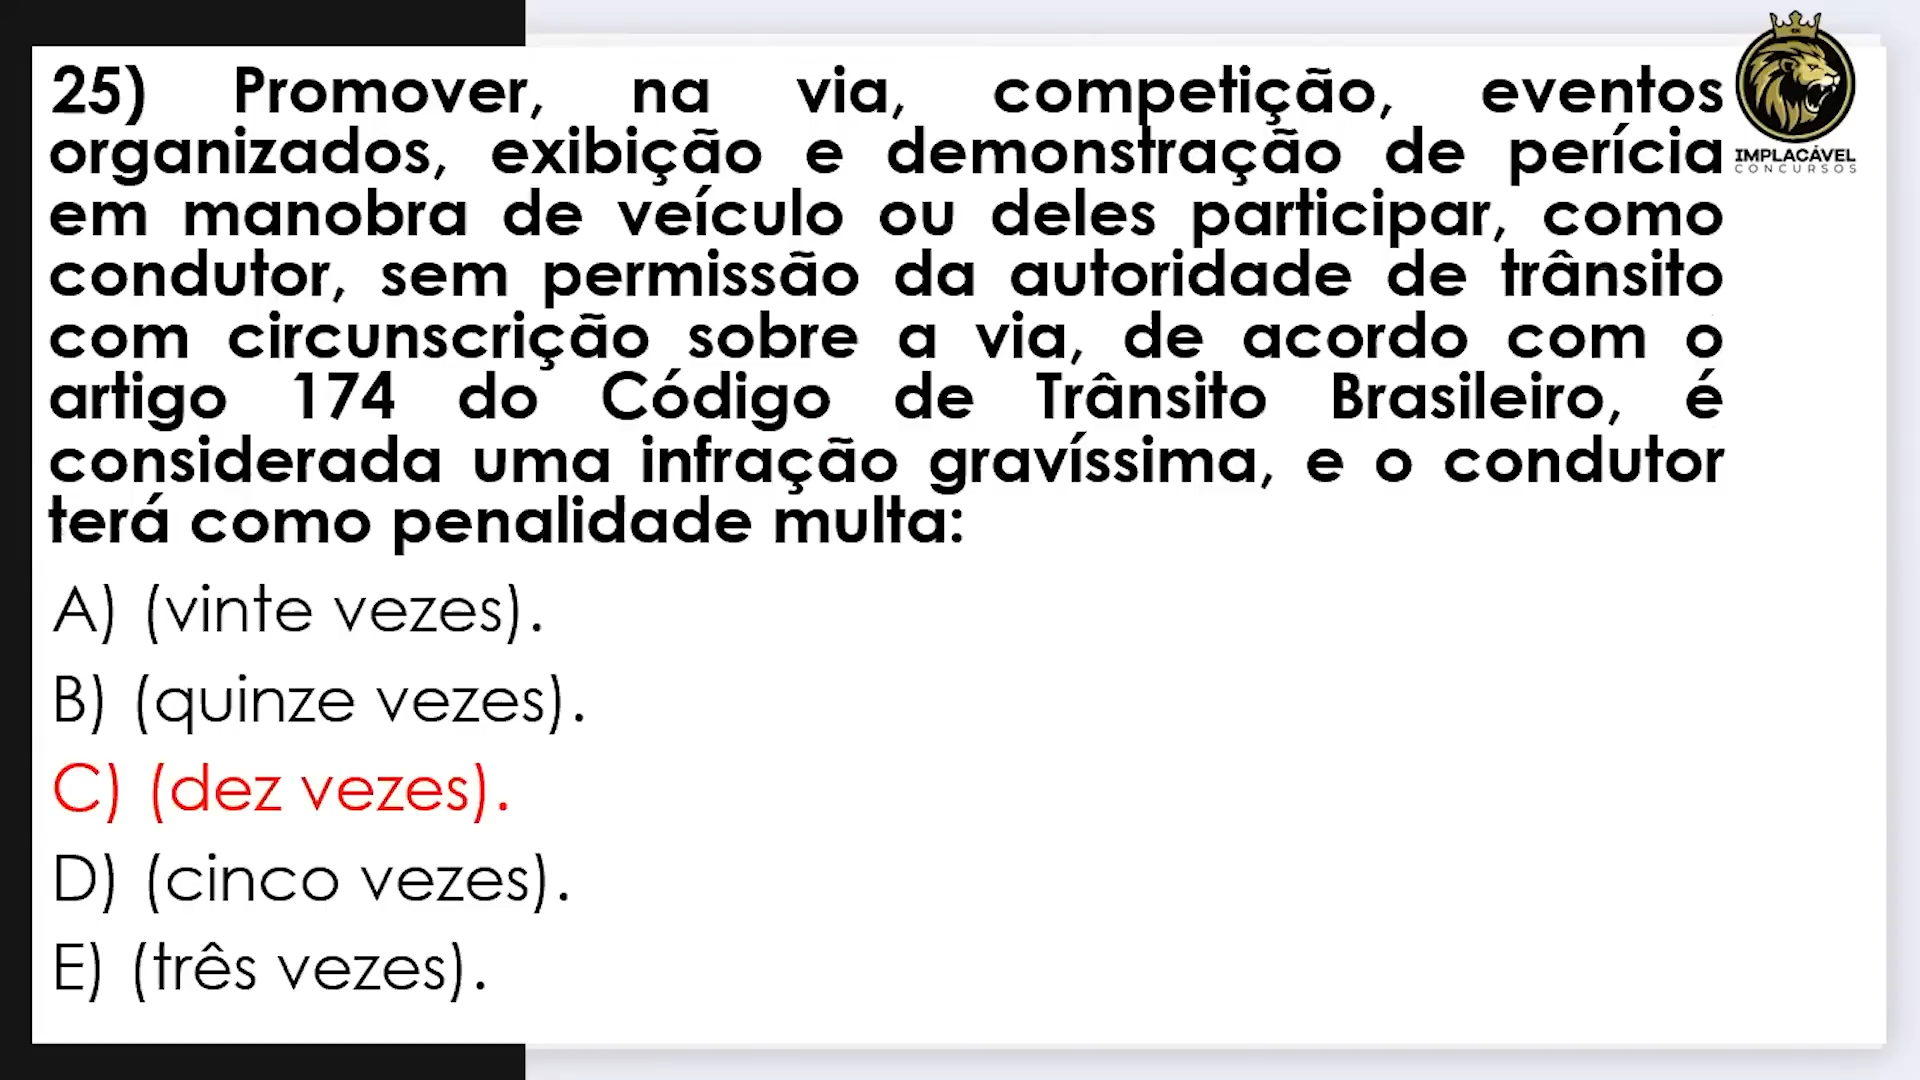 25) Promover, na via, competição, eventos
organizados, exibição e demonstração de perícia
em manobra de veículo ou deles participar, como
condutor, sem permissão da autoridade de trânsito
com circunscrição sobre a via, de acordo com o
artigo 174 do Código de Trânsito Brasileiro, é
considerada uma infração gravíssima, e o condutor
terá como penalidade multa:
A) (vinte vezes).
B) (quinze vezes).
C) (dez vezes).
D) (cinco vezes).
E) (três vezes).
IMPLACÁVEL
CONCURSOS